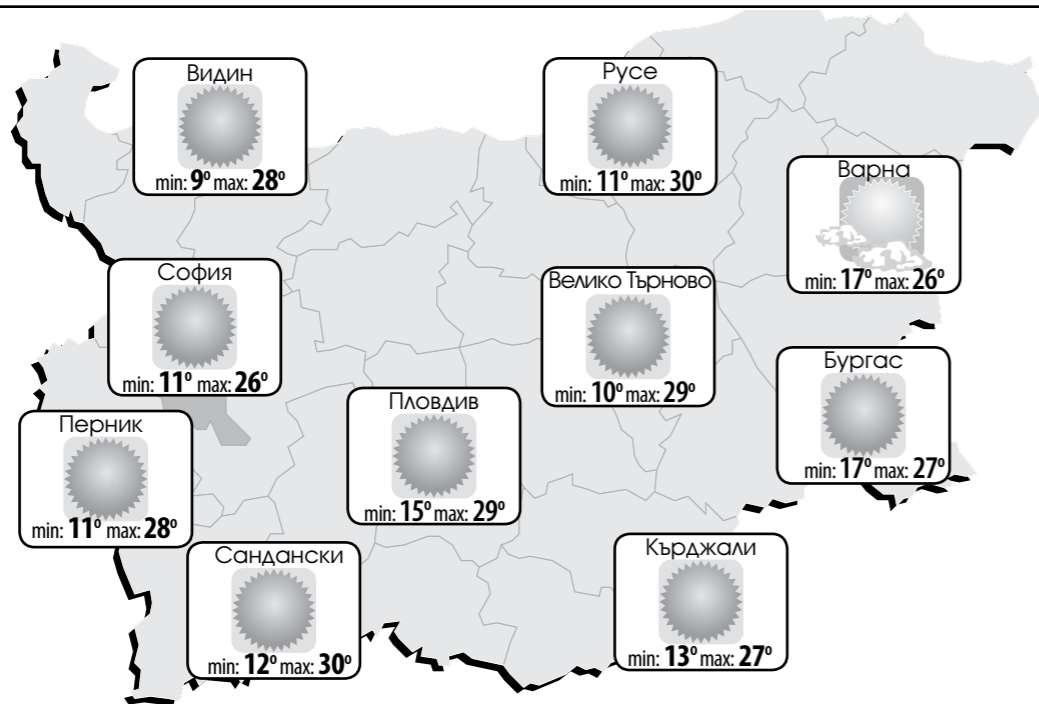 Видин
min: 9º max: 28º
Русе
min: 11º max: 30º
Варна
min: 17º max: 26º
София
min: 11º max: 26º
Велико Търново
min: 10º max: 29º
Бургас
min: 17º max: 27º
Пловдив
min: 15º max: 29º
Перник
min: 11º max: 28º
Сандански
min: 12º max: 30º
Кърджали
min: 13º max: 27º